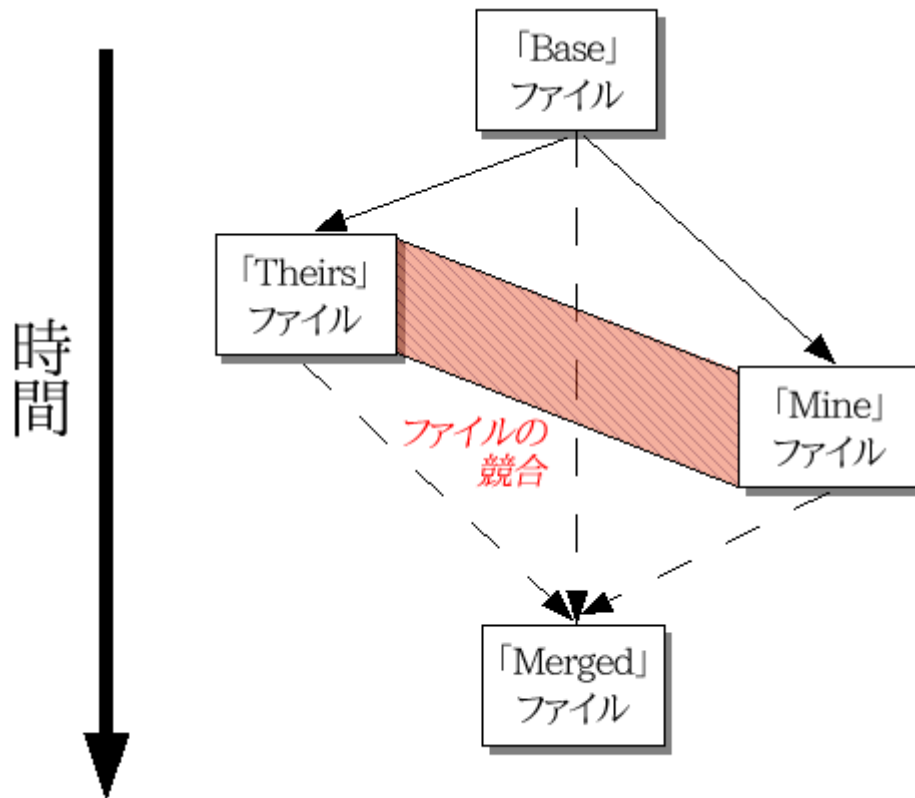 「Base」
ファイル
「Theirs」
ファイル
時間
「Mine」
ファイル
ファイルの
競合
「Merged」
ファイル